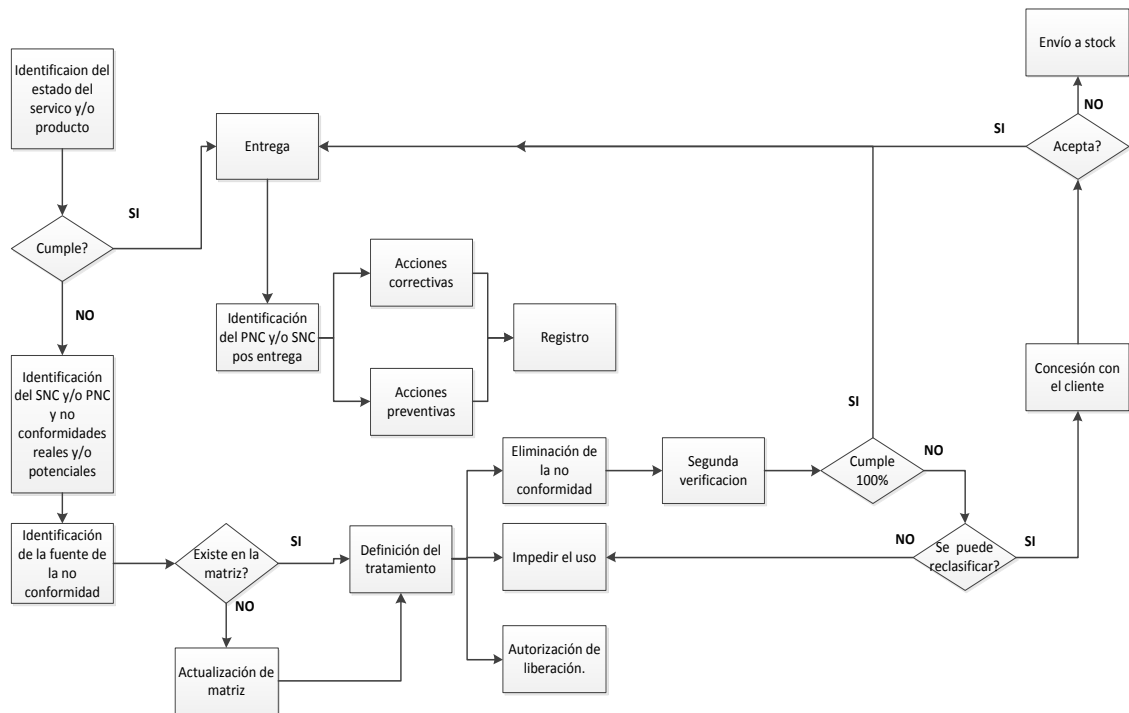 Identificaion del
estado del
servico y/o
producto
Cumple?
SI
NO
Identificación
del SNC y/o PNC
y no
conformidades
reales y/o
potenciales
Identificación
de la fuente de
la no
conformidad
Existe en la
matriz?
SI
NO
Actualización de
matriz
Definición del
tratamiento
Entrega
Identificación
del PNC y/o SNC
pos entrega
Acciones
correctivas
Acciones
preventivas
Registro
Eliminación de
la no
conformidad
Impedir el uso
Autorización de
liberación.
Segunda
verificacion
Cumple
100%
SI
NO
Se puede
reclasificar?
NO
SI
Concesión con
el cliente
Acepta?
SI
NO
Envío a stock